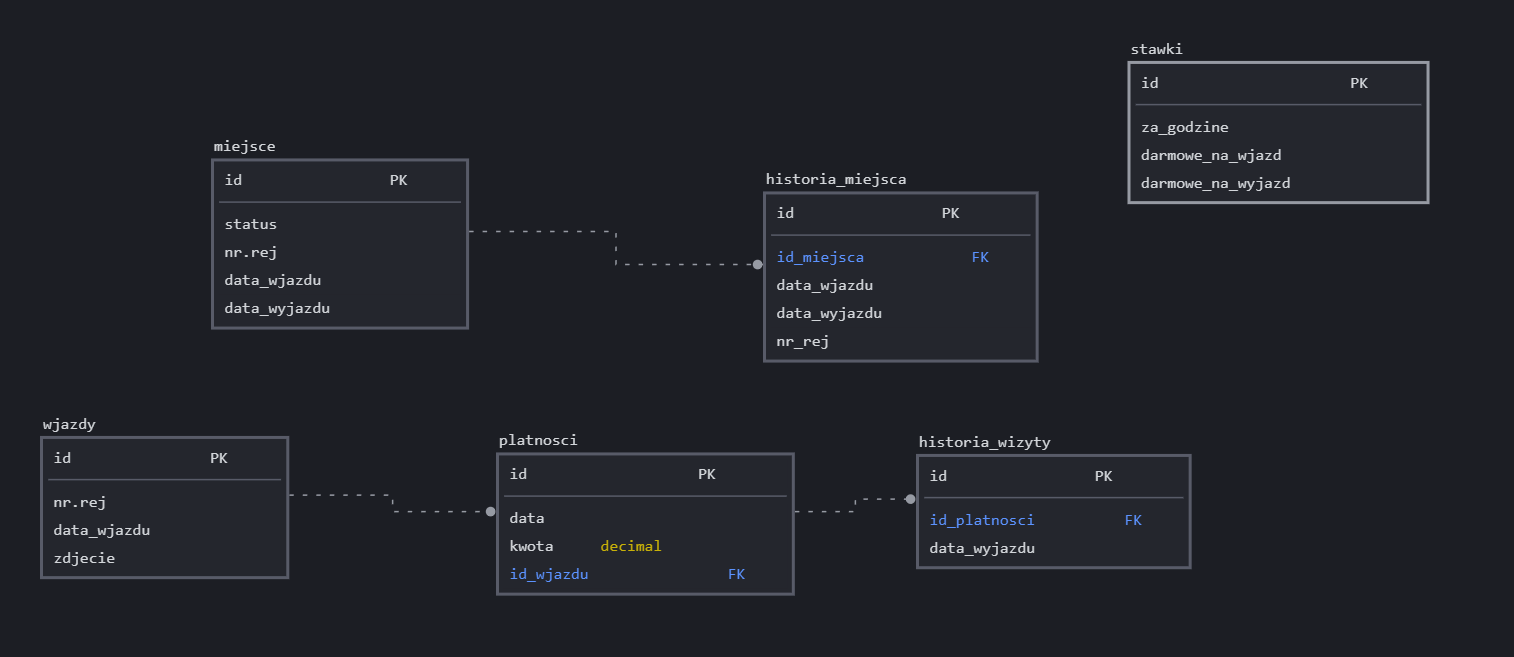 stawki
id PK
za_godzine
darmowe_na_wjazd
darmowe_na_wyjazd
miejsce
id PK
status
nr.rej
data_wjazdu
data_wyjazdu
historia_miejsca
id PK
id_miejsca FK
data_wjazdu
data_wyjazdu
nr_rej
wjazdy
id PK
nr.rej
data_wjazdu
zdjecie
platnosci
id PK
data
kwota decimal
id_wjazdu FK
historia_wizyty
id PK
id_platnosci FK
data_wyjazdu